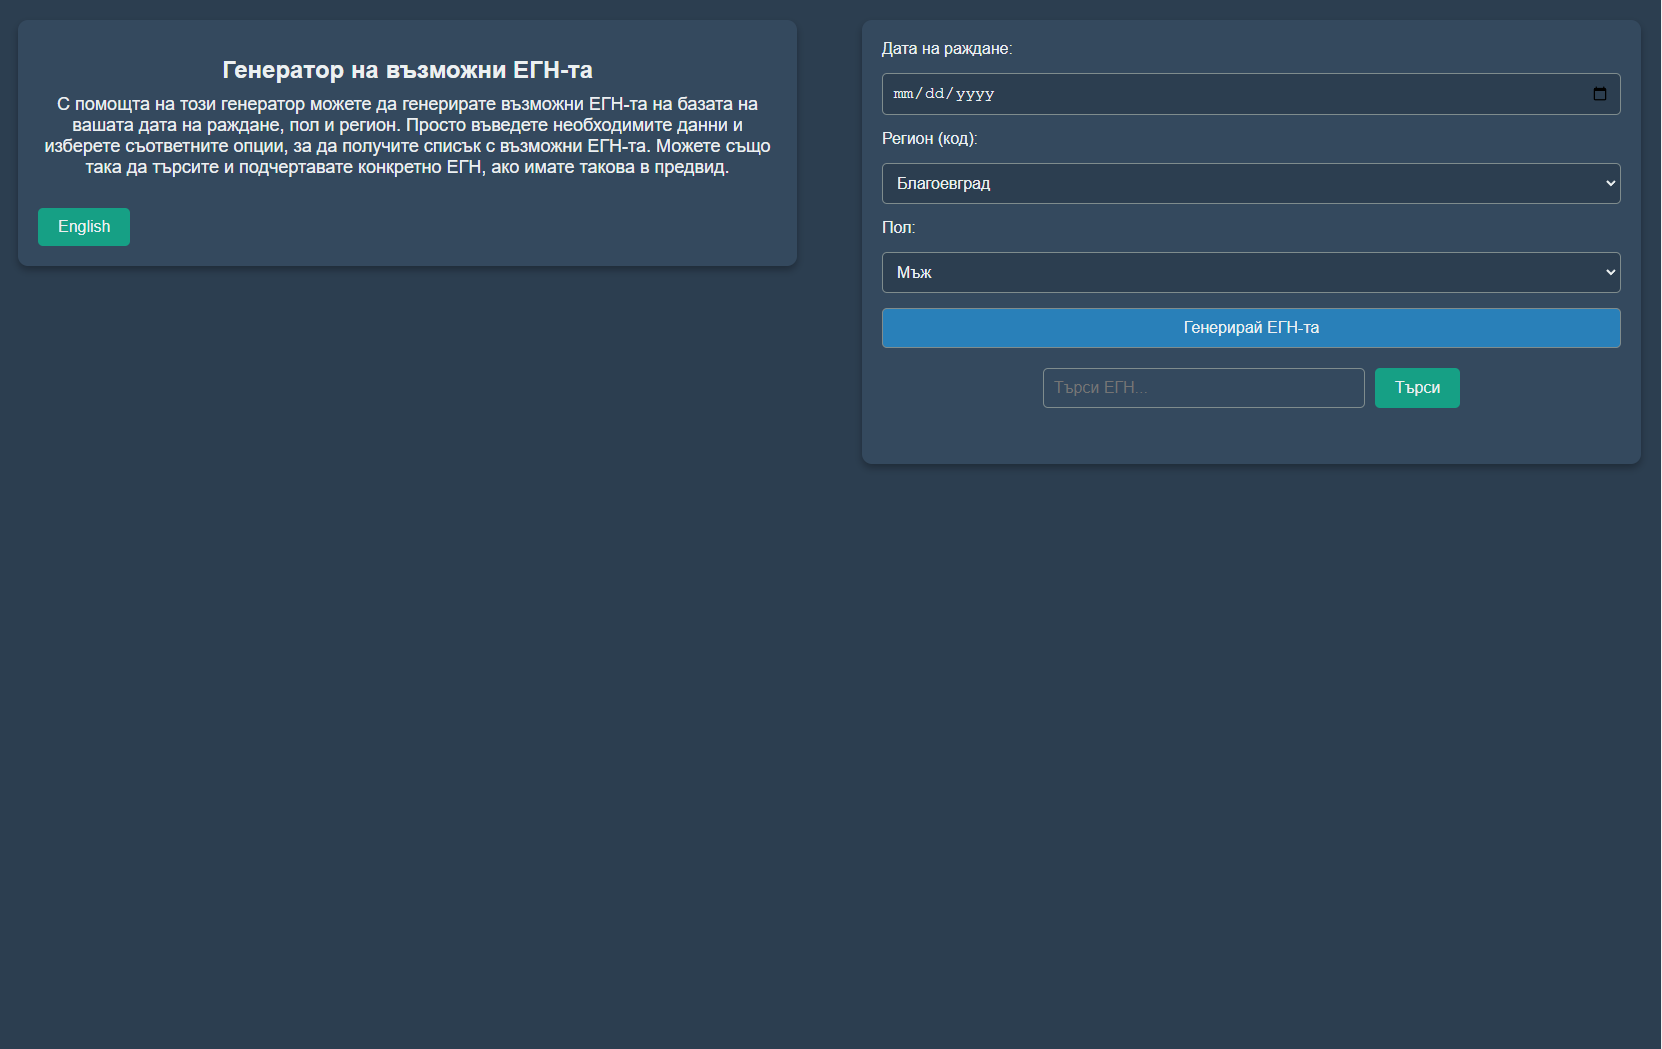 Генератор на възможни ЕГН-та
С помощта на този генератор можете да генерирате възможни ЕГН-та на базата на
вашата дата на раждане, пол и регион. Просто въведете необходимите данни и
изберете съответните опции, за да получите списък с възможни ЕГН-та. Можете също
така да търсите и подчертавате конкретно ЕГН, ако имате такова в предвид.
English
Дата на раждане:
mm/dd/yyyy
Регион (код):
Благоевград
Пол:
Мъж
Генерирай ЕГН-та
Търси ЕГН...
Търси